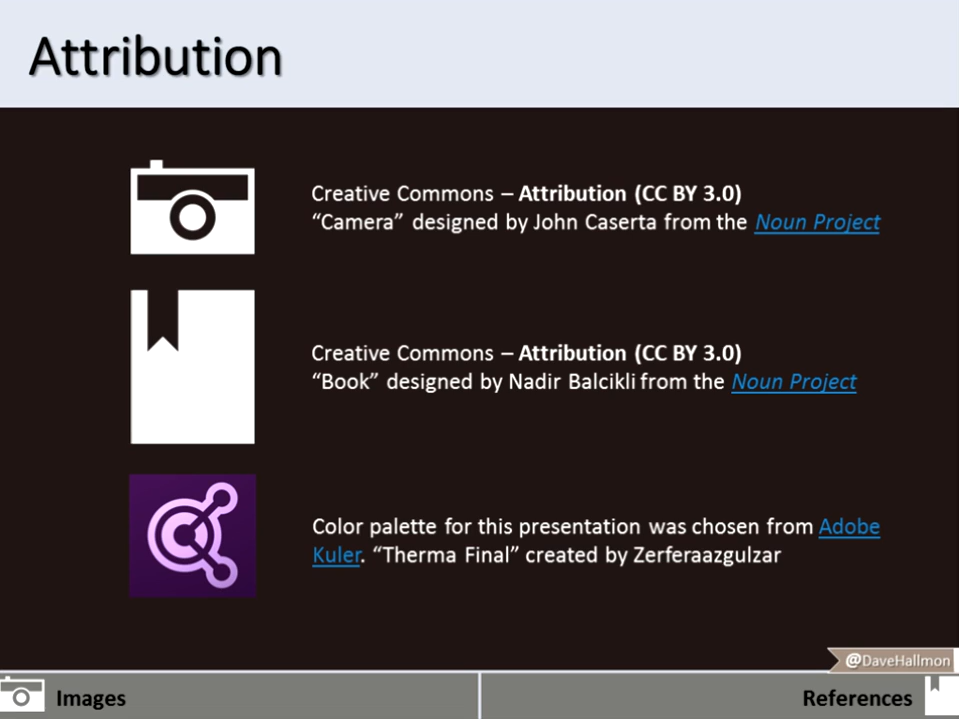 Attribution
Creative Commons – Attribution (CC BY 3.0)
“Camera” designed by John Caserta from the Noun Project
Creative Commons – Attribution (CC BY 3.0)
“Book” designed by Nadir Balcikli from the Noun Project
Color palette for this presentation was chosen from Adobe
Kuler. “Therma Final” created by Zerferaazgulzar
@DaveHallmon
Images
References